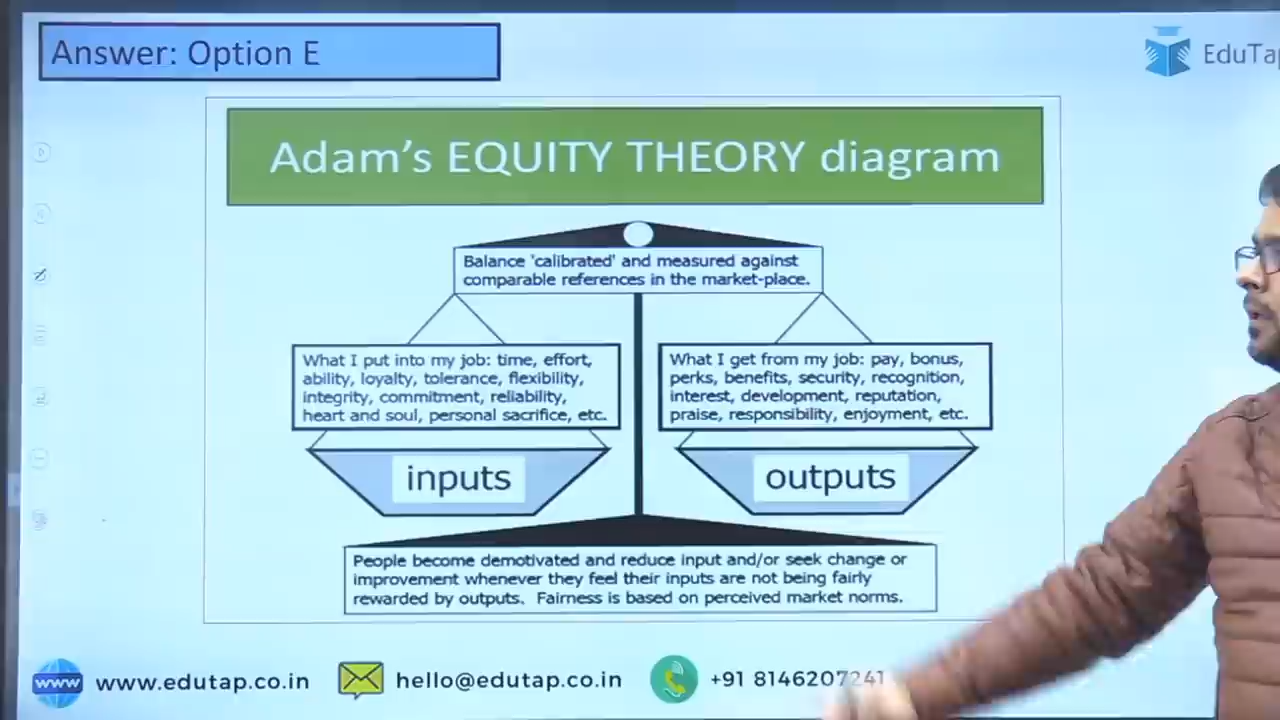 Answer: Option E
EduTap
Adam's EQUITY THEORY diagram
Balance 'calibrated' and measured against
comparable references in the market-place.
What I put into my job: time, effort,
ability, loyalty, tolerance, flexibility,
integrity, commitment, reliability,
heart and soul, personal sacrifice, etc.
What I get from my job: pay, bonus,
perks, benefits, security, recognition,
interest, development, reputation,
praise, responsibility, enjoyment, etc.
inputs
outputs
People become demotivated and reduce input and/or seek change or
improvement whenever they feel their inputs are not being fairly
rewarded by outputs. Fairness is based on perceived market norms.
www
www.edutap.co.in
hello@edutap.co.in
+91 8146207241